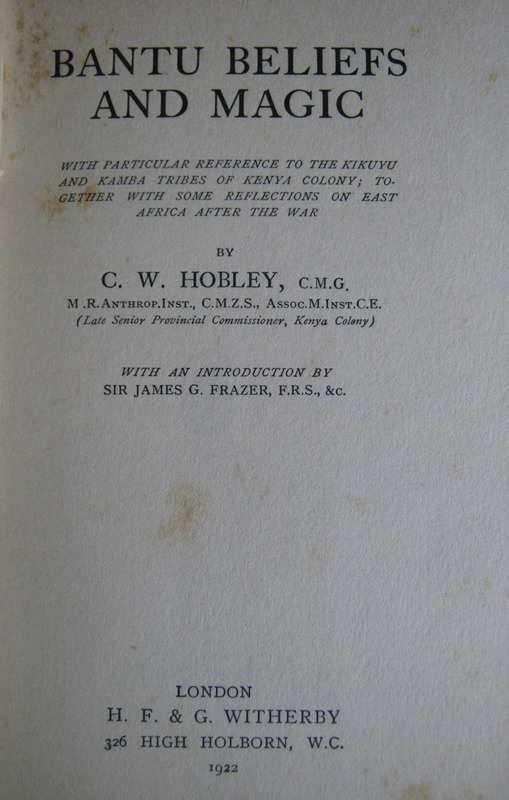 BANTU BELIEFS
AND MAGIC
WITH PARTICULAR REFERENCE TO THE KIKUYU
AND KAMBA TRIBES OF KENYA COLONY; TO-
GETHER WITH SOME REFLECTIONS ON EAST
AFRICA AFTER THE WAR
BY
C. W. HOBLEY, C.M.G.
M.R.ANTHROP.INST., C.M.Z.S., ASSOC.M.INST.C.E.
(Late Senior Provincial Commissioner, Kenya Colony)
WITH AN INTRODUCTION BY
SIR JAMES G. FRAZER, F.R.S., &c.
LONDON
H. F. & G. WITHERBY
326 HIGH HOLBORN, W.C.
1922